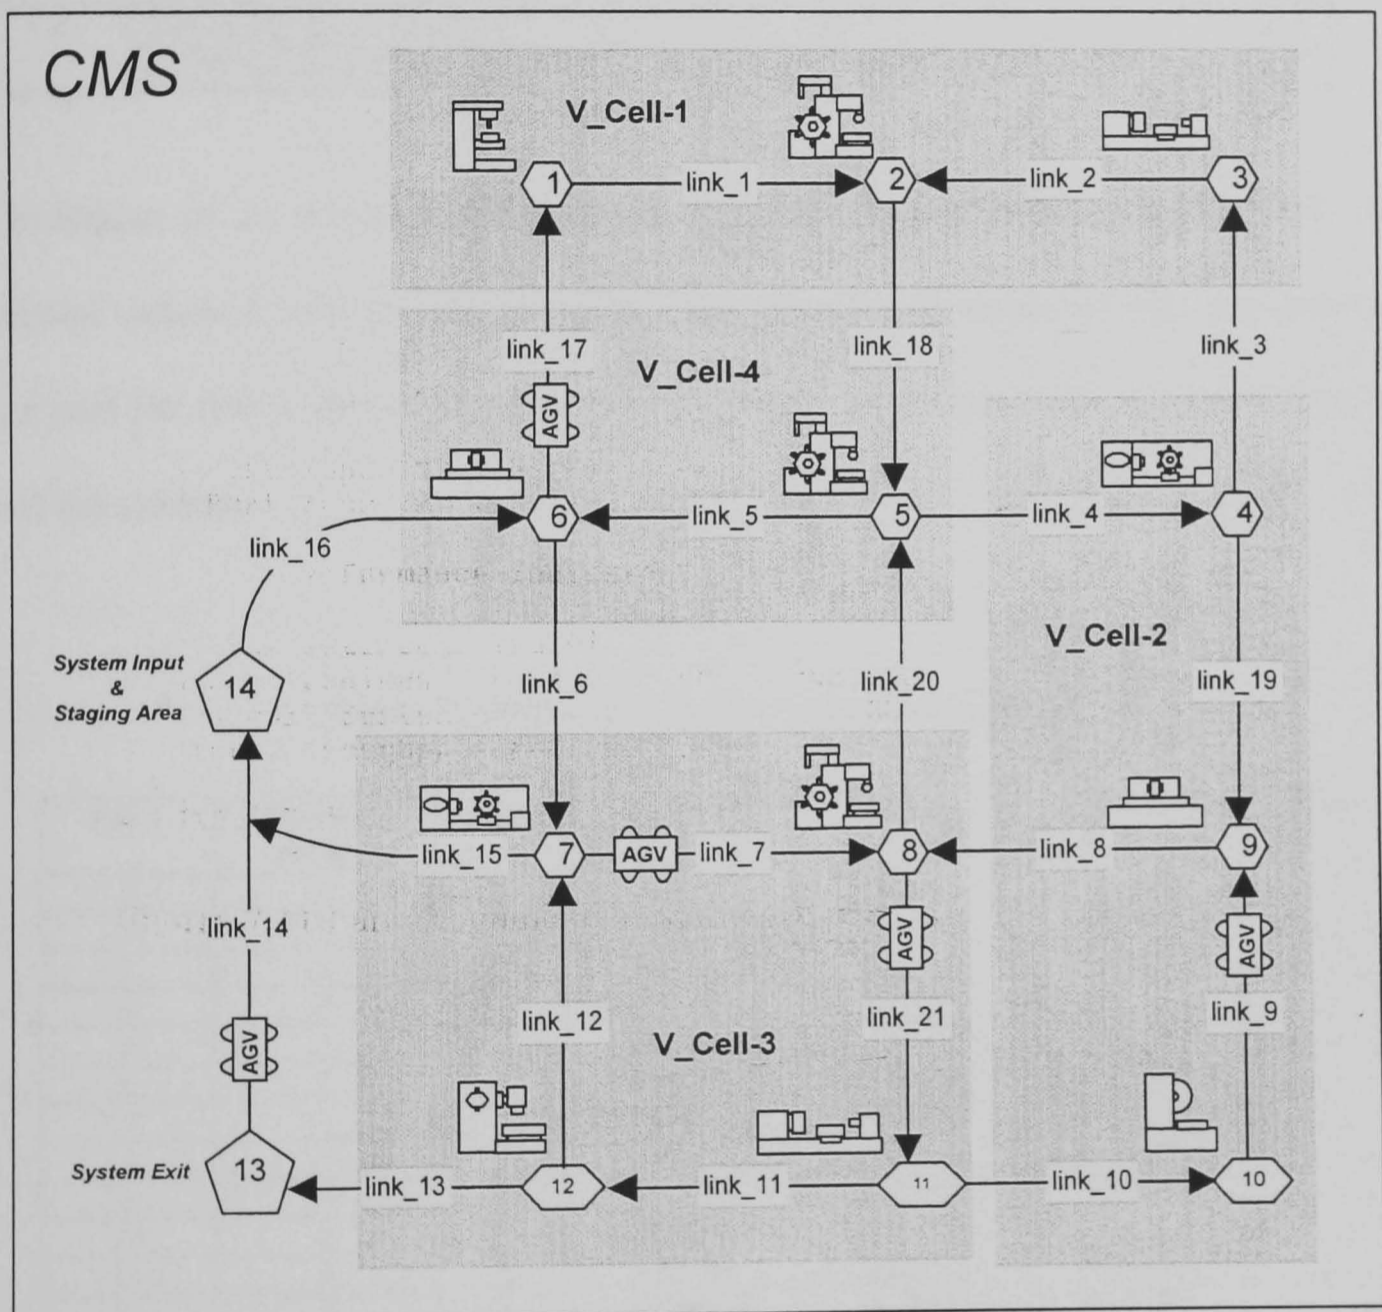 CMS
V_Cell-1
1
link_1
2
link_2
3
link_17
link_18
link_3
V_Cell-4
AGV
6
link_5
5
link_4
4
link_16
System Input
&
Staging Area
14
link_6
link_20
V_Cell-2
link_19
link_15
7
AGV
link_7
8
link_8
9
link_14
AGV
AGV
link_12
link_21
link_9
AGV
V_Cell-3
System Exit
13
link_13
12
link_11
11
link_10
10